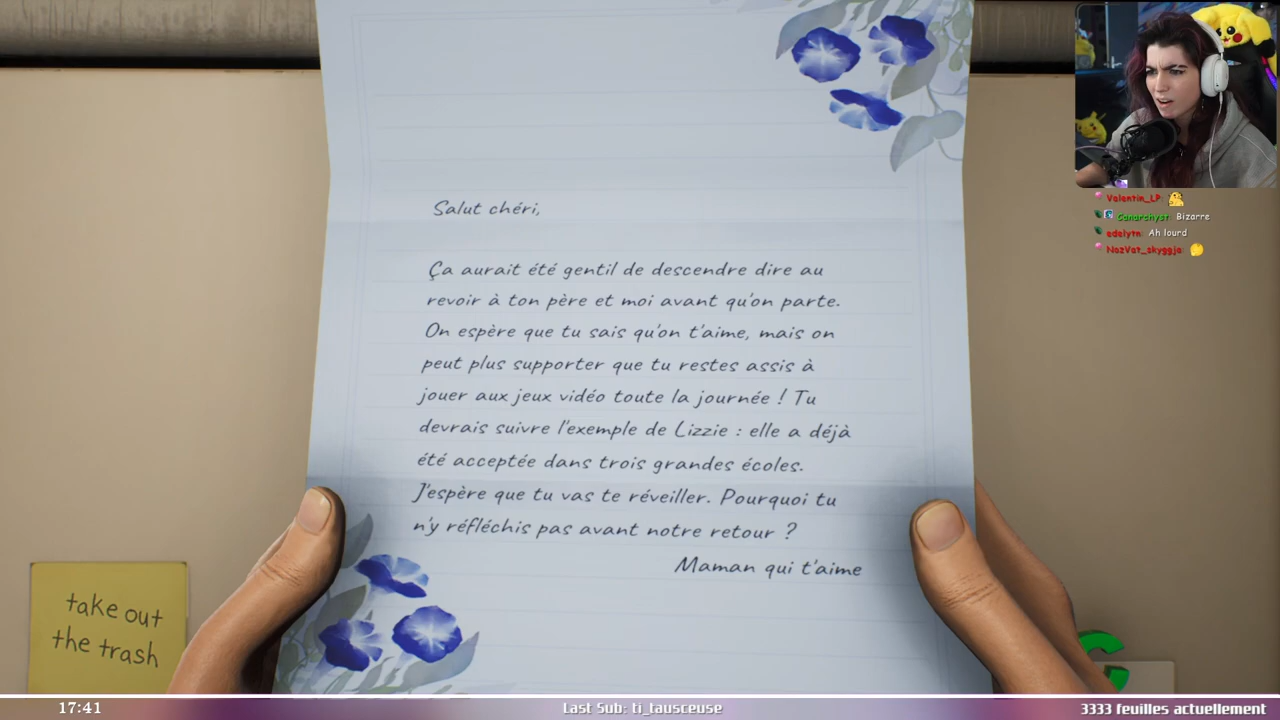 Salut chéri,
Ça aurait été gentil de descendre dire au
revoir à ton père et moi avant qu'on parte.
On espère que tu sais qu'on t'aime, mais on
peut plus supporter que tu restes assis à
jouer aux jeux vidéo toute la journée ! Tu
devrais suivre l'exemple de Lizzie : elle a déjà
été acceptée dans trois grandes écoles.
J'espère que tu vas te réveiller. Pourquoi tu
n'y réfléchis pas avant notre retour ?
Maman qui t'aime
take out
the trash
Valentin_LP:
Canarchyst: Bizarre
edelytn: Ah lourd
NozVat_skyggja:
17:41
Last Sub: ti_tausceuse
3333 feuilles actuellement